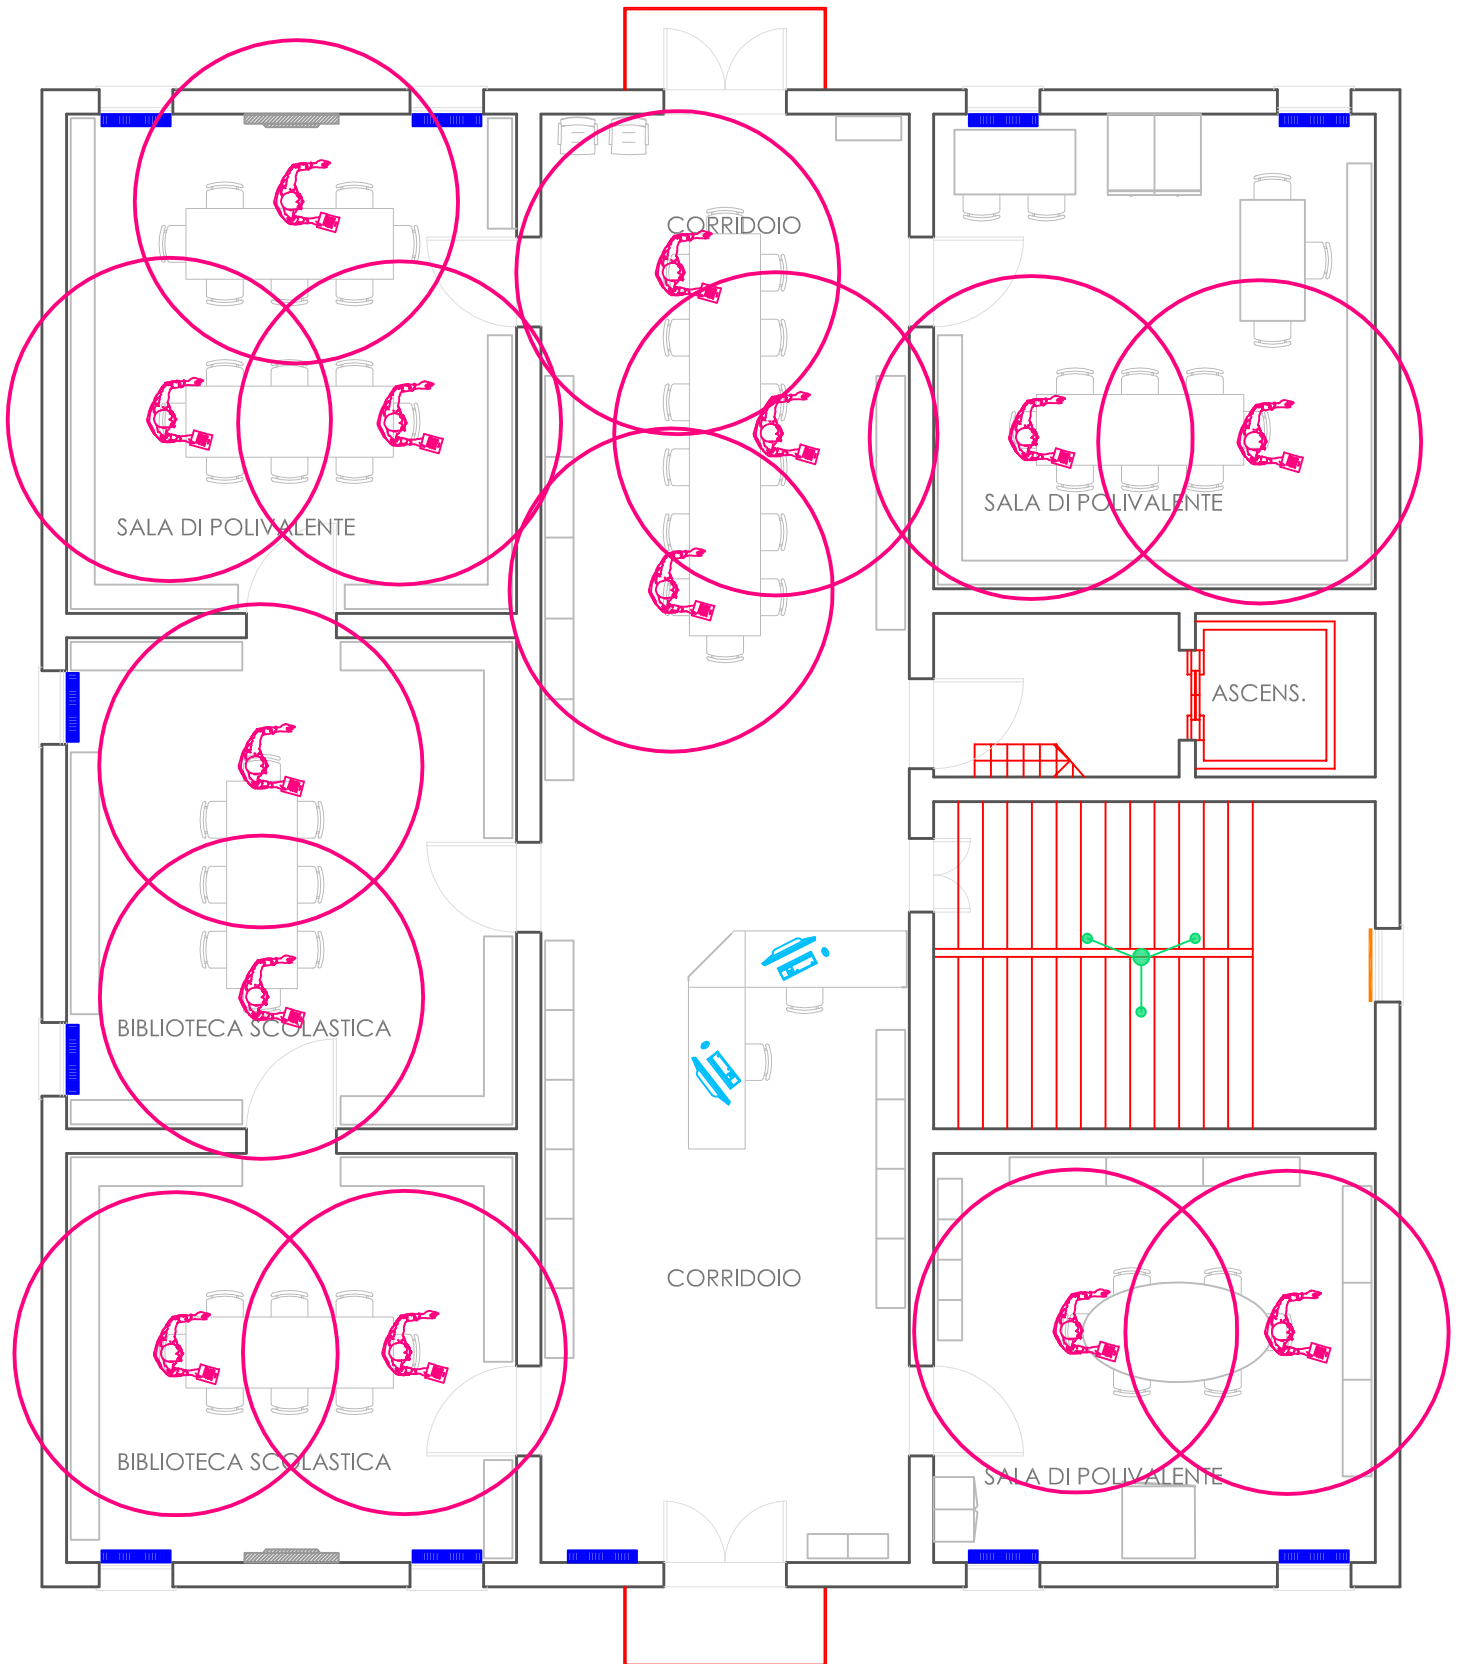 CORRIDOIO
SALA DI POLIVALENTE
SALA DI POLIVALENTE
ASCENS.
BIBLIOTECA SCOLASTICA
CORRIDOIO
BIBLIOTECA SCOLASTICA
SALA DI POLIVALENTE